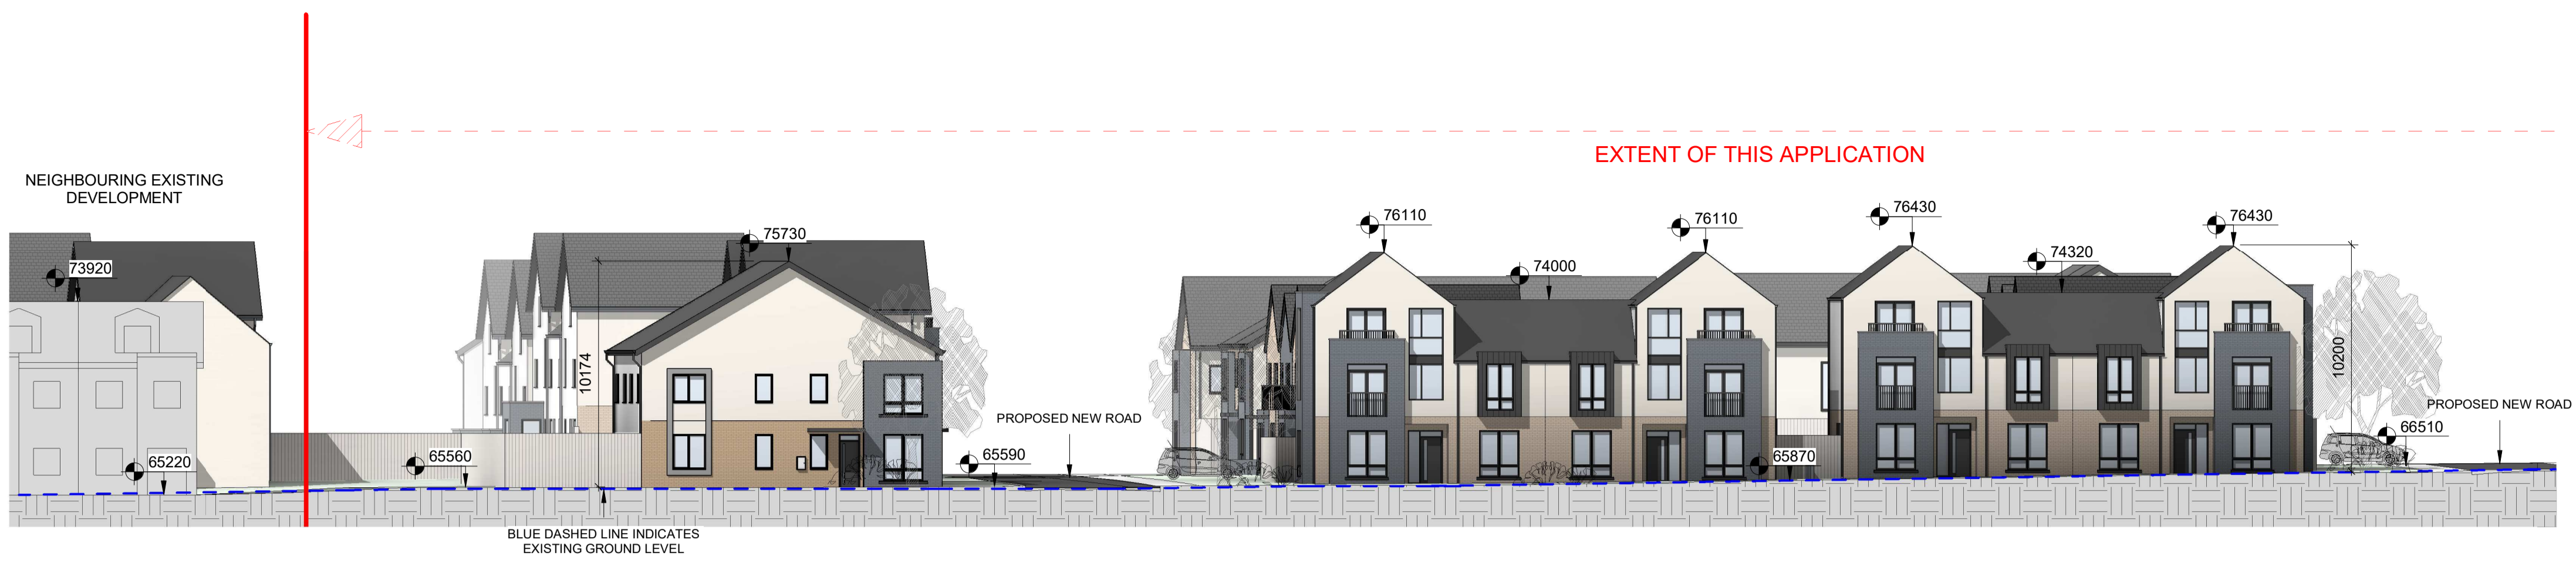 EXTENT OF THIS APPLICATION
NEIGHBOURING EXISTING
DEVELOPMENT
73920
65220
65560
75730
10174
BLUE DASHED LINE INDICATES
EXISTING GROUND LEVEL
65590
PROPOSED NEW ROAD
76110
74000
76110
65870
76430
74320
76430
10200
66510
PROPOSED NEW ROAD